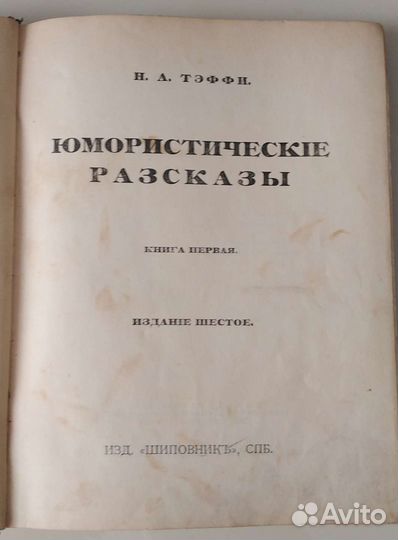 Н. А. ТЭФФИ.
ЮМОРИСТИЧЕСКІЕ
РАЗСКАЗЫ
КНИГА ПЕРВАЯ.
ИЗДАНІЕ ШЕСТОЕ.
ИЗД. «ШИПОВНИКЪ», СПБ.
Avito